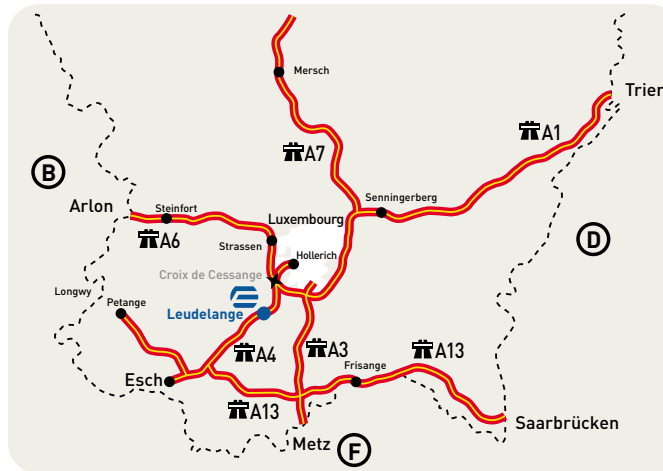 Mersch
Trier
A1
A7
B
Senningerberg
Arlon
Steinfort
Luxembourg
D
A6
Strassen
Hollerich
Croix de Cessange
Longwy
Petange
Leudelange
A4
A3
A13
Frisange
Esch
A13
Saarbrücken
Metz
F